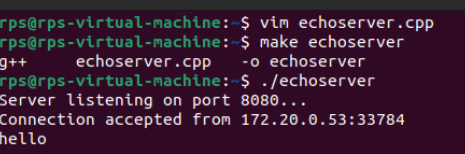 rps@rps-virtual-machine:~$ vim echoserver.cpp
rps@rps-virtual-machine:~$ make echoserver
g++     echoserver.cpp   -o echoserver
rps@rps-virtual-machine:~$ ./echoserver
Server listening on port 8080...
Connection accepted from 172.20.0.53:33784
hello